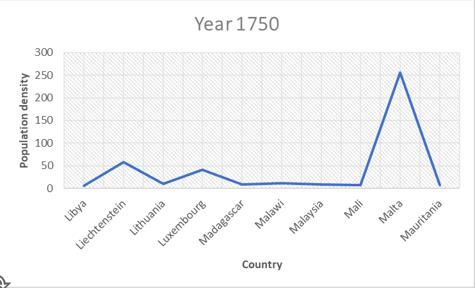 Year 1750
Population density
300
250
200
150
100
50
0
Libya
Liechtenstein
Lithuania
Luxembourg
Madagascar
Malawi
Malaysia
Mali
Malta
Mauritania
Country